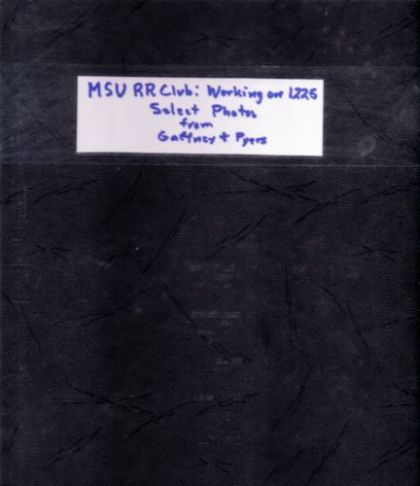 MSU RR Club: Working on 1225
Select Photos
from
Gaffney + Pyers